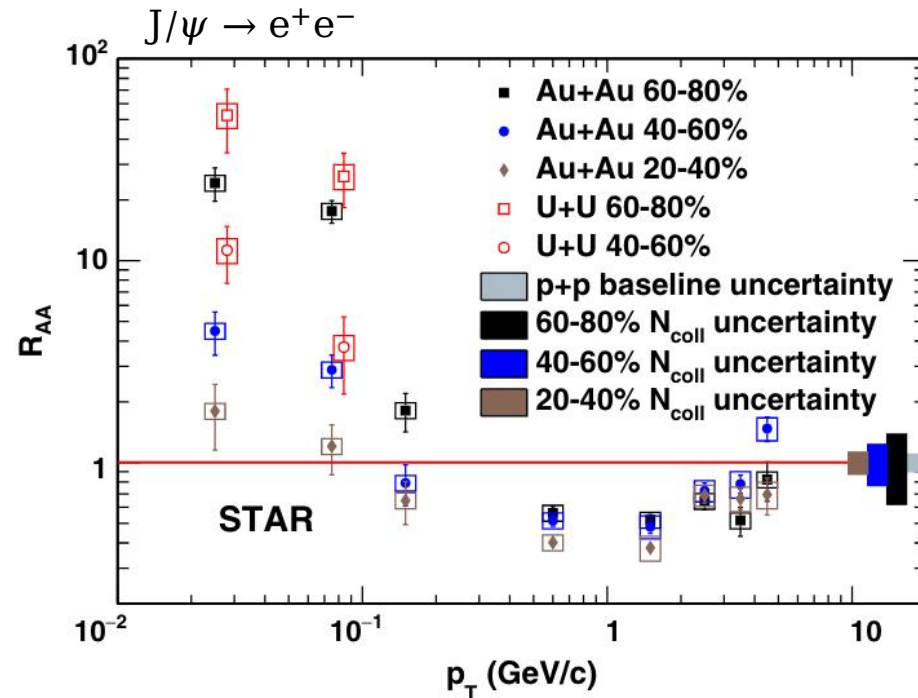 J/ψ → e⁺e⁻
10²
10
1
R_AA
Au+Au 60-80%
Au+Au 40-60%
Au+Au 20-40%
U+U 60-80%
U+U 40-60%
p+p baseline uncertainty
60-80% N_coll uncertainty
40-60% N_coll uncertainty
20-40% N_coll uncertainty
STAR
10⁻² 10⁻¹ 1 10
p_T (GeV/c)